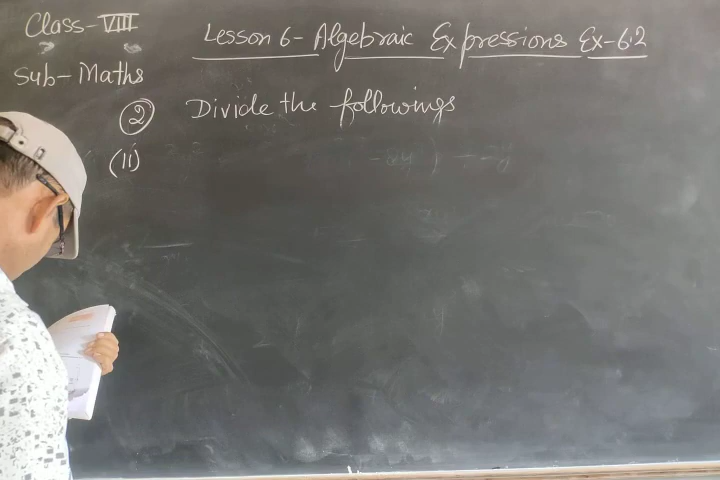 Class-VIII
Lesson 6- Algebraic Expressions Ex-6.2
Sub-Maths
② Divide the followings
(ii)